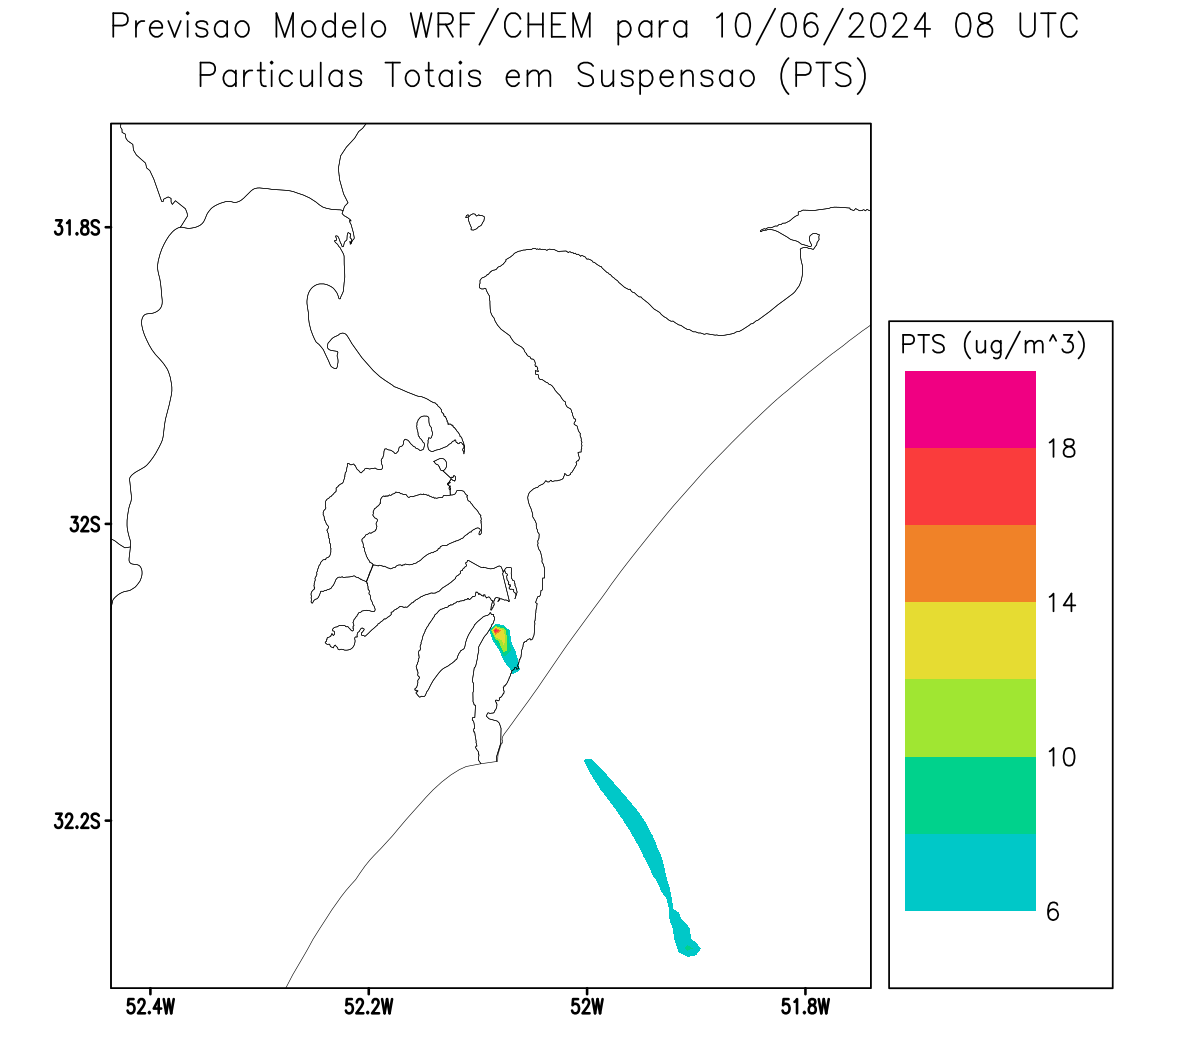 Previsao Modelo WRF/CHEM para 10/06/2024 08 UTC
Particulas Totais em Suspensao (PTS)
31.8S
32S
32.2S
52.4W
52.2W
52W
51.8W
PTS (ug/m^3)
18
14
10
6